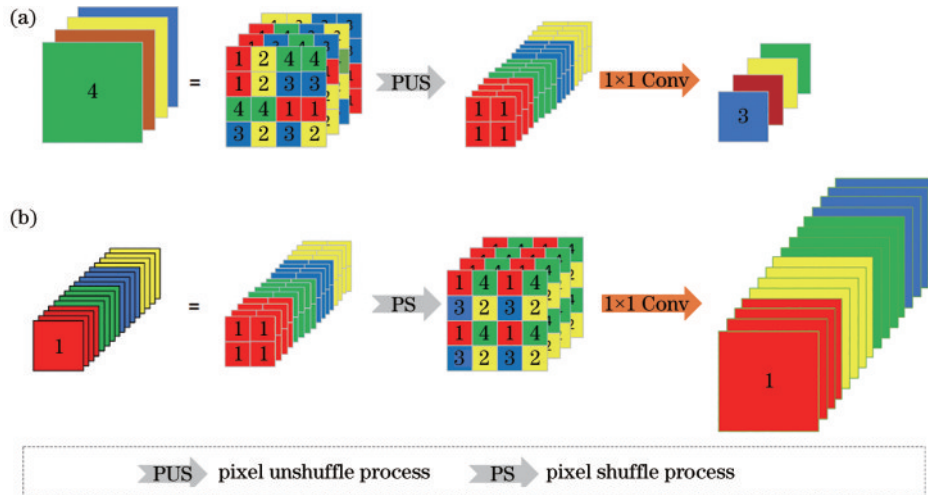 (a)
4
=
1 2 4 4
1 2 3 3
4 4 1 1
3 2 3 2
PUS
1 1
1 1
1×1 Conv
3
(b)
1
=
1 1
1 1
PS
1 4 1 4
3 2 3 2
1 4 1 4
3 2 3 2
1×1 Conv
1
PUS pixel unshuffle process PS pixel shuffle process